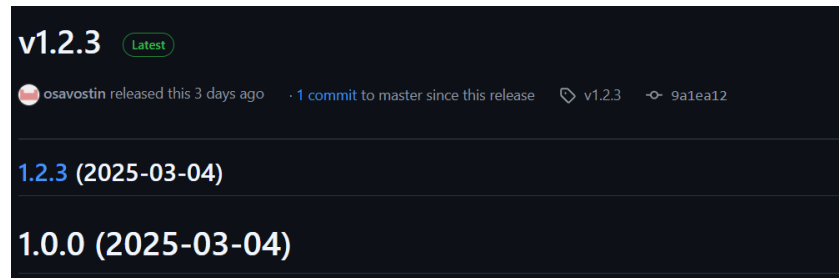 v1.2.3 Latest
osavostin released this 3 days ago · 1 commit to master since this release v1.2.3 9a1ea12
1.2.3 (2025-03-04)
1.0.0 (2025-03-04)